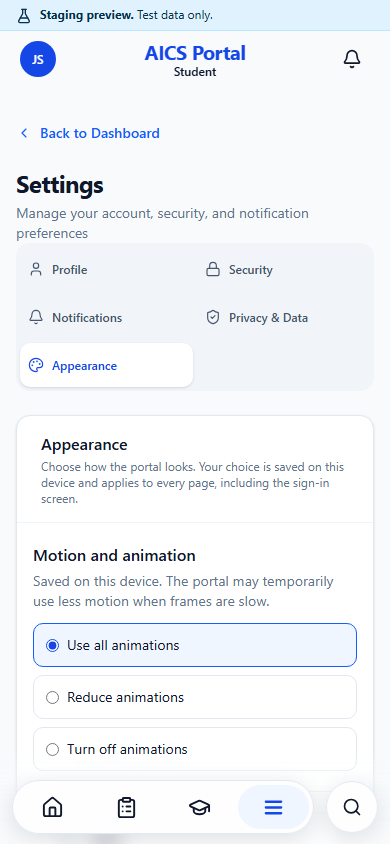 Staging preview. Test data only.
JS
AICS Portal
Student
Back to Dashboard
Settings
Manage your account, security, and notification
preferences
Profile
Security
Notifications
Privacy & Data
Appearance
Appearance
Choose how the portal looks. Your choice is saved on this
device and applies to every page, including the sign-in
screen.
Motion and animation
Saved on this device. The portal may temporarily
use less motion when frames are slow.
Use all animations
Reduce animations
Turn off animations